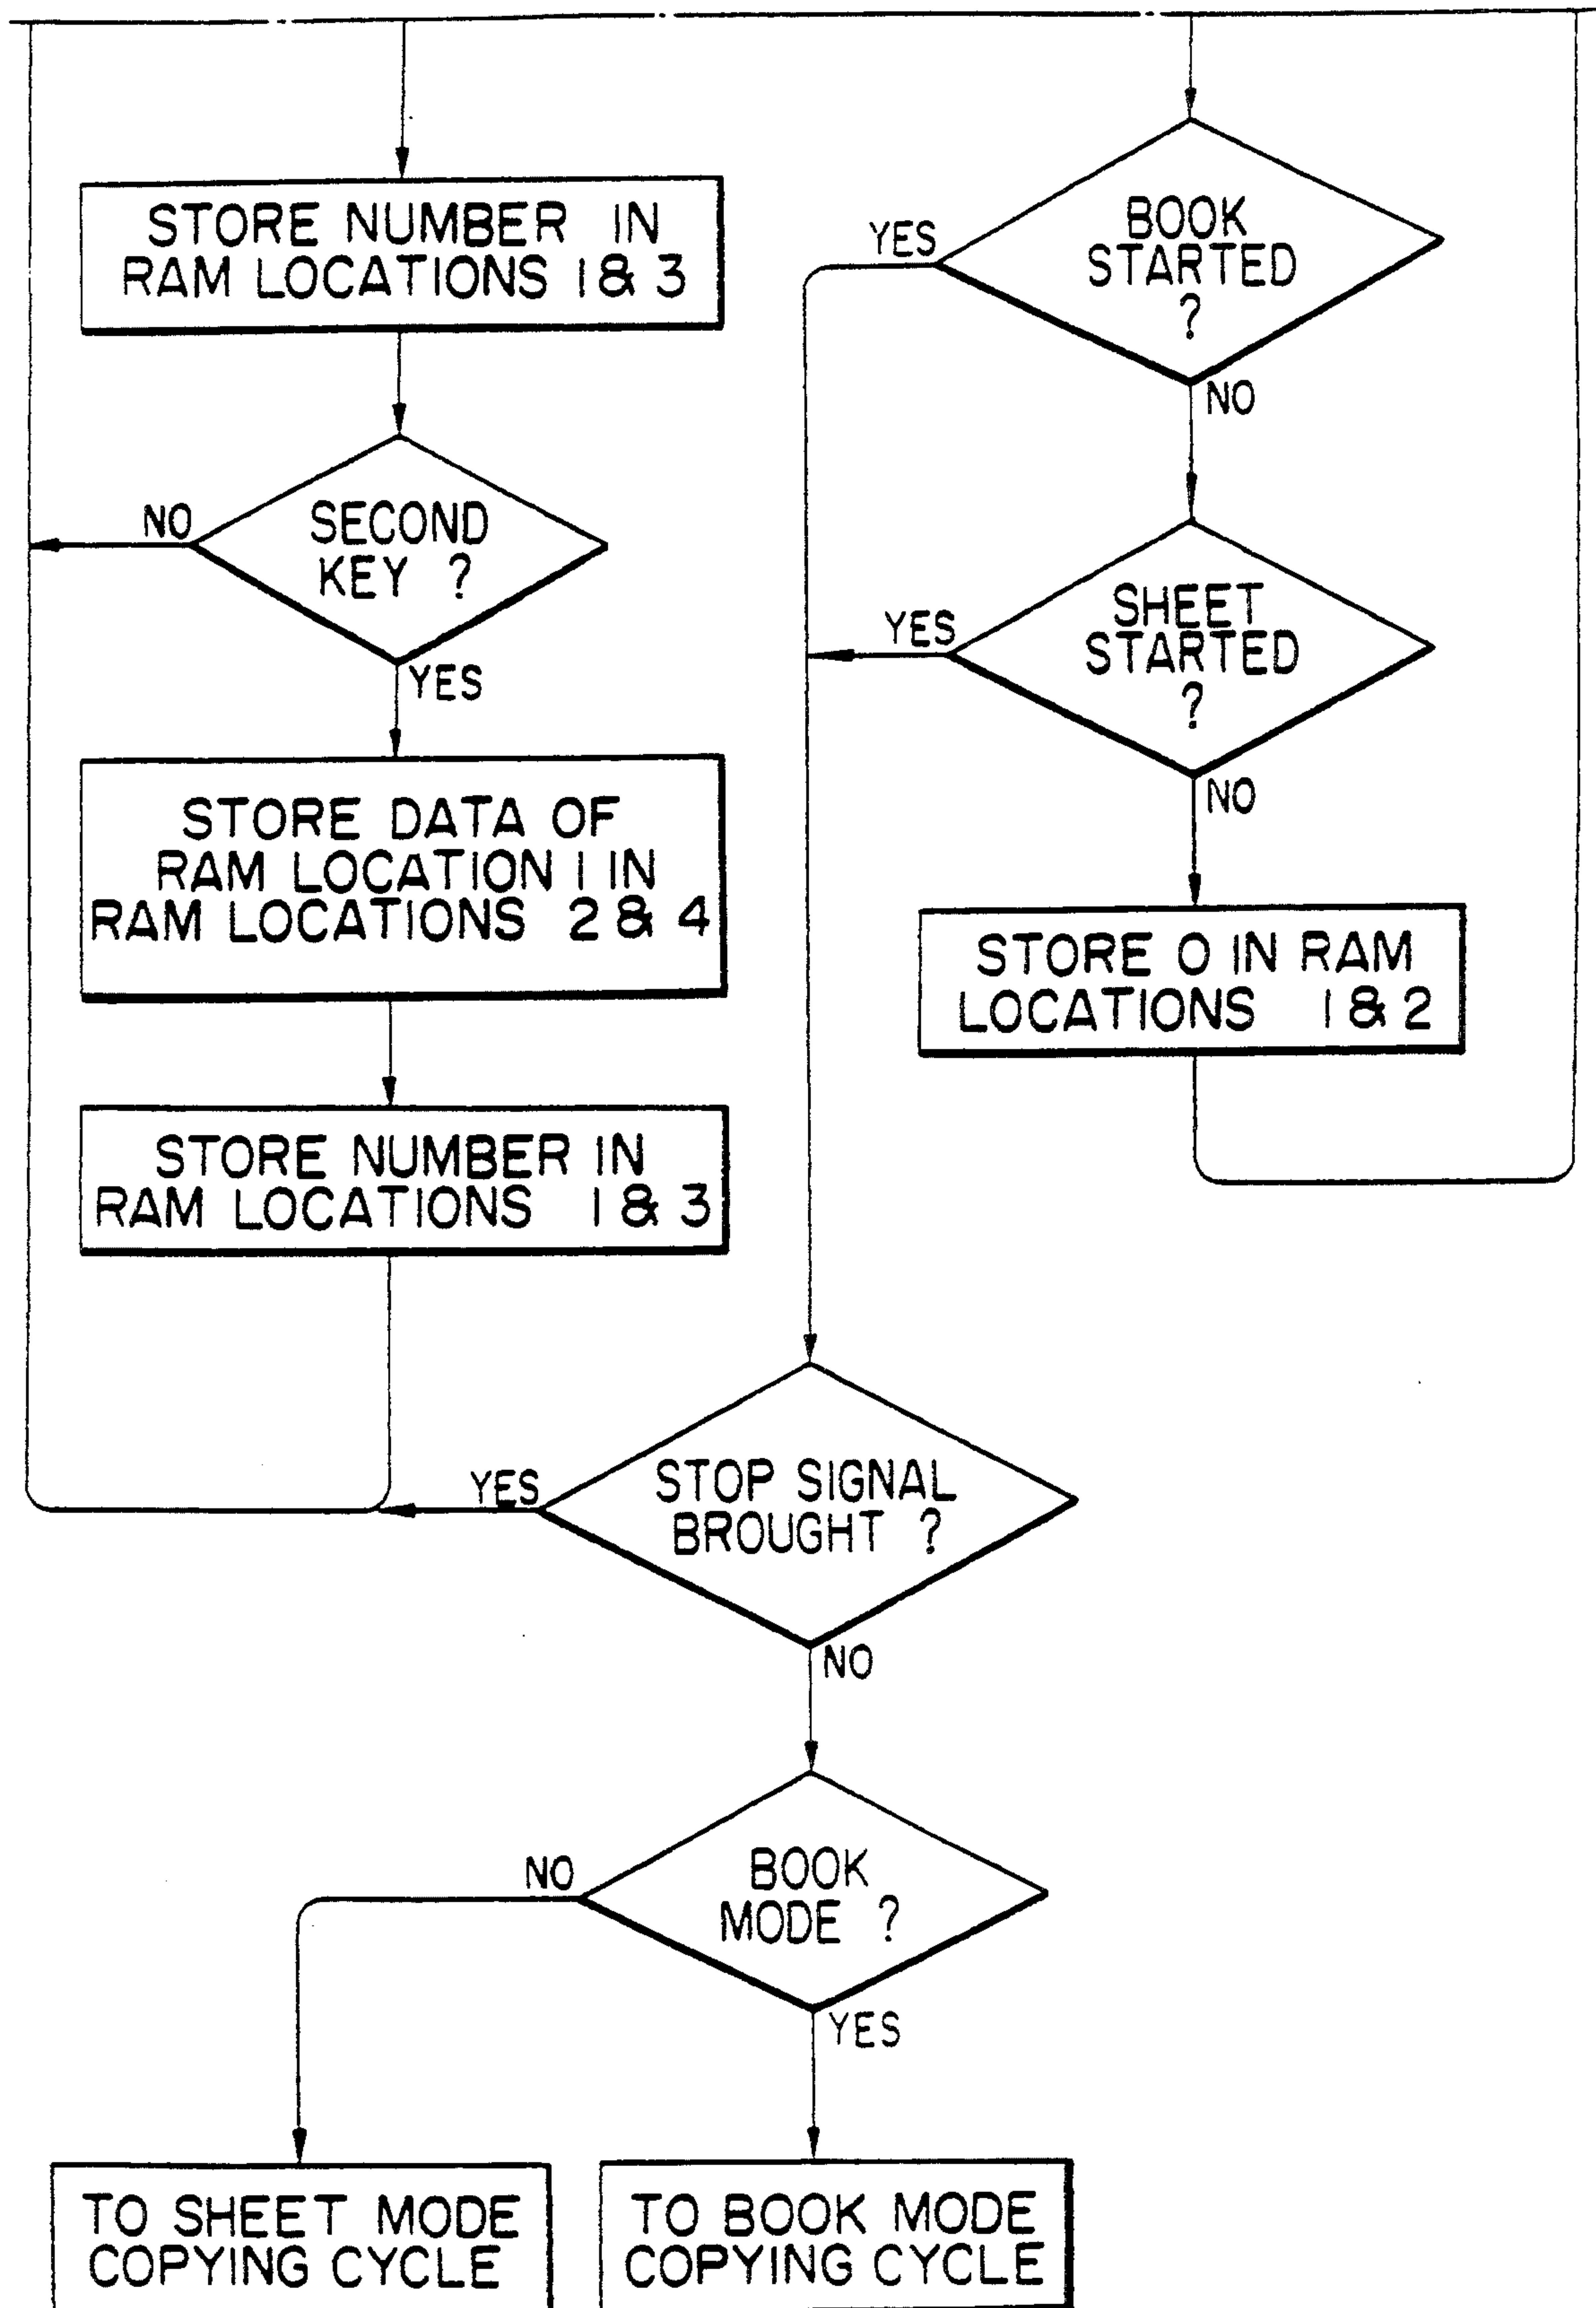 STORE NUMBER IN
RAM LOCATIONS 1 & 3
NO
SECOND
KEY ?
YES
STORE DATA OF
RAM LOCATION 1 IN
RAM LOCATIONS 2 & 4
STORE NUMBER IN
RAM LOCATIONS 1 & 3
YES
BOOK
STARTED
?
NO
YES
SHEET
STARTED
?
NO
STORE 0 IN RAM
LOCATIONS 1 & 2
YES
STOP SIGNAL
BROUGHT ?
NO
NO
BOOK
MODE ?
YES
TO SHEET MODE
COPYING CYCLE
TO BOOK MODE
COPYING CYCLE